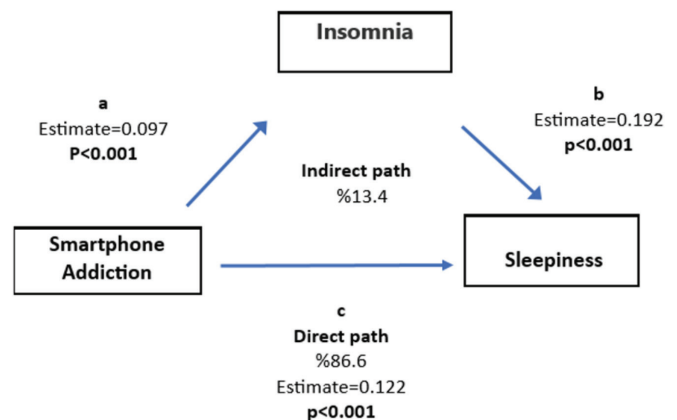 Insomnia
a
Estimate=0.097
P<0.001
b
Estimate=0.192
p<0.001
Indirect path
%13.4
Smartphone
Addiction
Sleepiness
c
Direct path
%86.6
Estimate=0.122
p<0.001